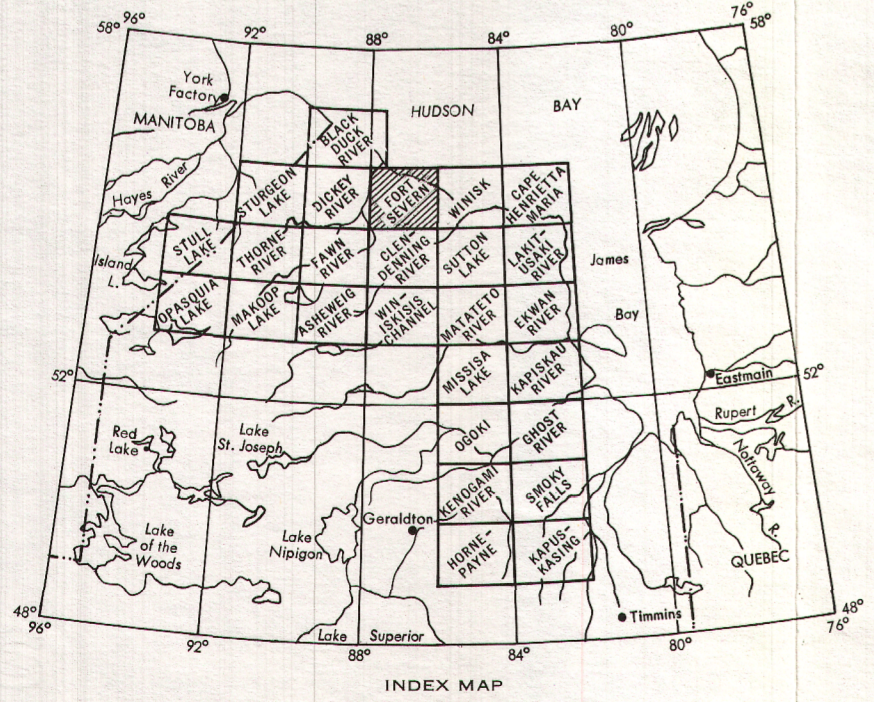 96°
58°
92°
88°
84°
80°
76°
58°
York
Factory
MANITOBA
HUDSON
BAY
BLACK
DUCK
RIVER
Hayes River
STURGEON
LAKE
DICKEY
RIVER
FORT
SEVERN
WINISK
CAPE
HENRIETTA
MARIA
STULL
LAKE
THORNE
RIVER
FAWN
RIVER
CLEN-
DENNING
RIVER
SUTTON
LAKE
LAKIT-
USAKI
RIVER
James
Island
L.
OPASQUIA
LAKE
MAKOOP
LAKE
ASHEWEIG
RIVER
WIN-
ISKISIS
CHANNEL
MATATETO
RIVER
EKWAN
RIVER
Bay
MISSISA
LAKE
KAPISKAU
RIVER
52°
Eastmain
52°
Rupert R.
Red
Lake
Lake
St. Joseph
OGOKI
GHOST
RIVER
Nottaway
R.
KENOGAMI
RIVER
SMOKY
FALLS
Geraldton
Lake
of the
Woods
Lake
Nipigon
HORNE-
PAYNE
KAPUS-
KASING
QUEBEC
Timmins
Lake Superior
48°
96°
92°
88°
84°
80°
48°
76°
INDEX MAP